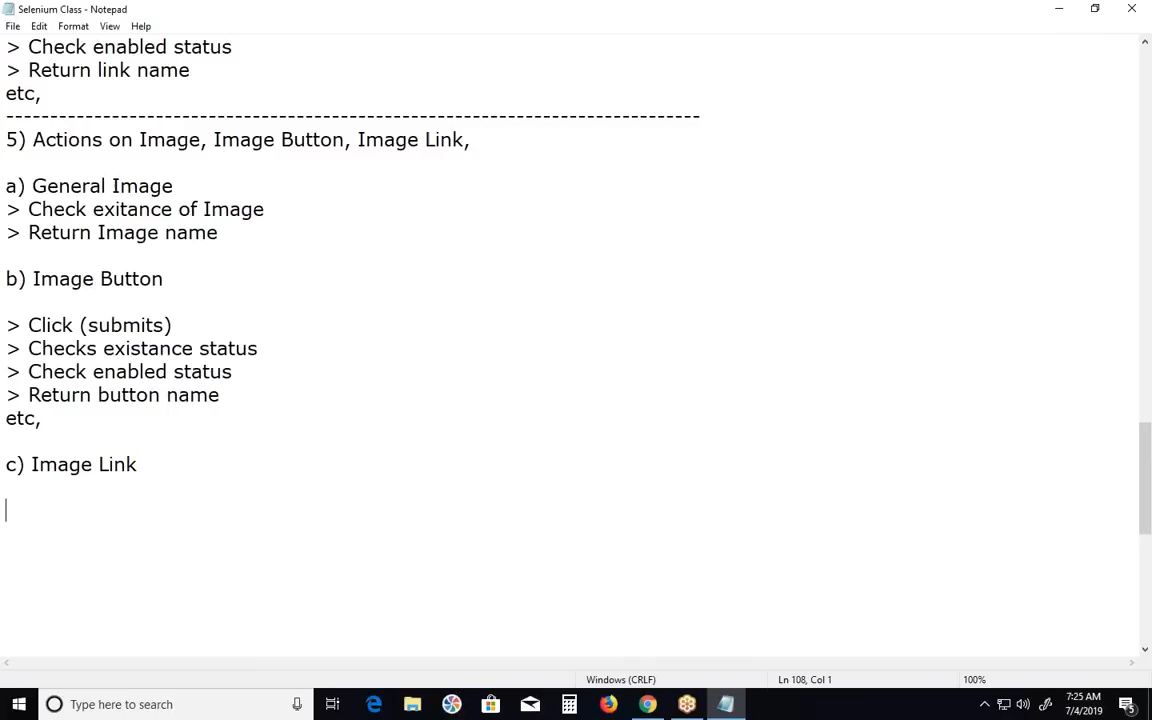 Selenium Class - Notepad
File Edit Format View Help
> Check enabled status
> Return link name
etc,
-------------------------------------------------------------------------------
5) Actions on Image, Image Button, Image Link,
a) General Image
> Check exitance of Image
> Return Image name
b) Image Button
> Click (submits)
> Checks existance status
> Check enabled status
> Return button name
etc,
c) Image Link
Windows (CRLF) Ln 108, Col 1 100%
Type here to search
7:25 AM
7/4/2019
5